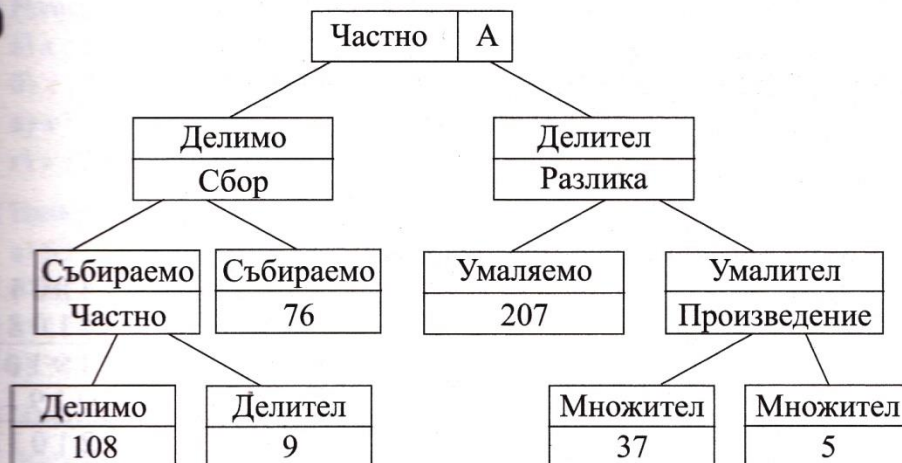 Частно А
Делимо Делител
Сбор Разлика
Събираемо Събираемо Умаляемо Умалител
Частно 76 207 Произведение
Делимо Делител Множител Множител
108 9 37 5